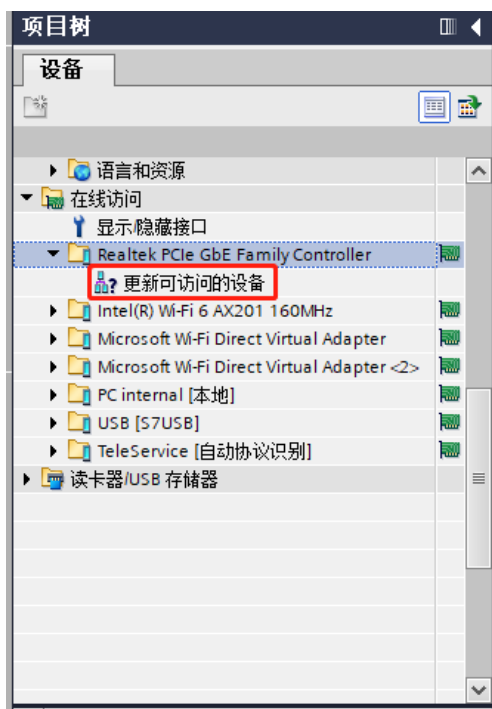 项目树
设备
语言和资源
在线访问
显示/隐藏接口
Realtek PCIe GbE Family Controller
更新可访问的设备
Intel(R) Wi-Fi 6 AX201 160MHz
Microsoft Wi-Fi Direct Virtual Adapter
Microsoft Wi-Fi Direct Virtual Adapter <2>
PC internal [本地]
USB [S7USB]
TeleService [自动协议识别]
读卡器/USB 存储器